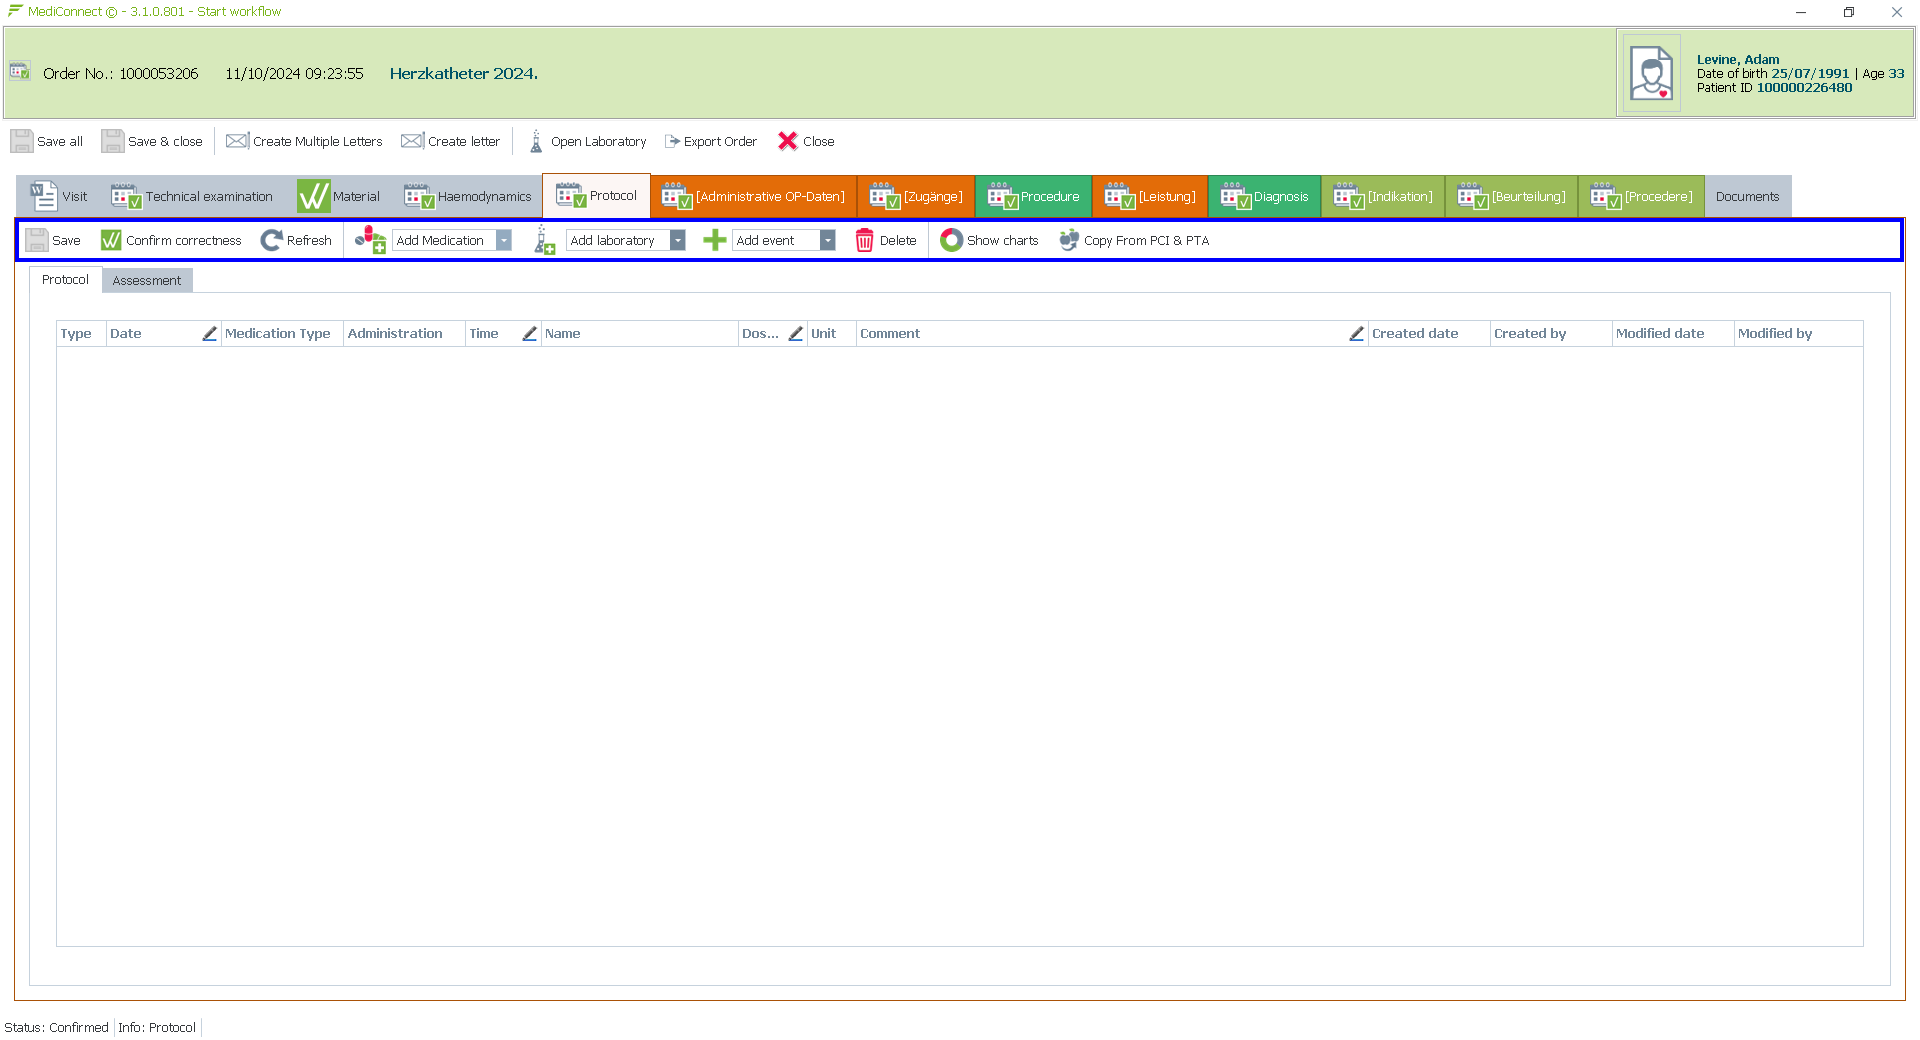 MediConnect © - 3.1.0.801 - Start workflow
Order No.: 1000053206 11/10/2024 09:23:55 Herzkatheter 2024.
Levine, Adam
Date of birth 25/07/1991 | Age 33
Patient ID 100000226480
Save all Save & close Create Multiple Letters Create letter Open Laboratory Export Order Close
Visit Technical examination Material Haemodynamics Protocol [Administrative OP-Daten] [Zugänge] Procedure [Leistung] Diagnosis [Indikation] [Beurteilung] [Procedere] Documents
Save Confirm correctness Refresh Add Medication Add laboratory Add event Delete Show charts Copy From PCI & PTA
Protocol Assessment
Type Date Medication Type Administration Time Name Dos... Unit Comment Created date Created by Modified date Modified by
Status: Confirmed Info: Protocol